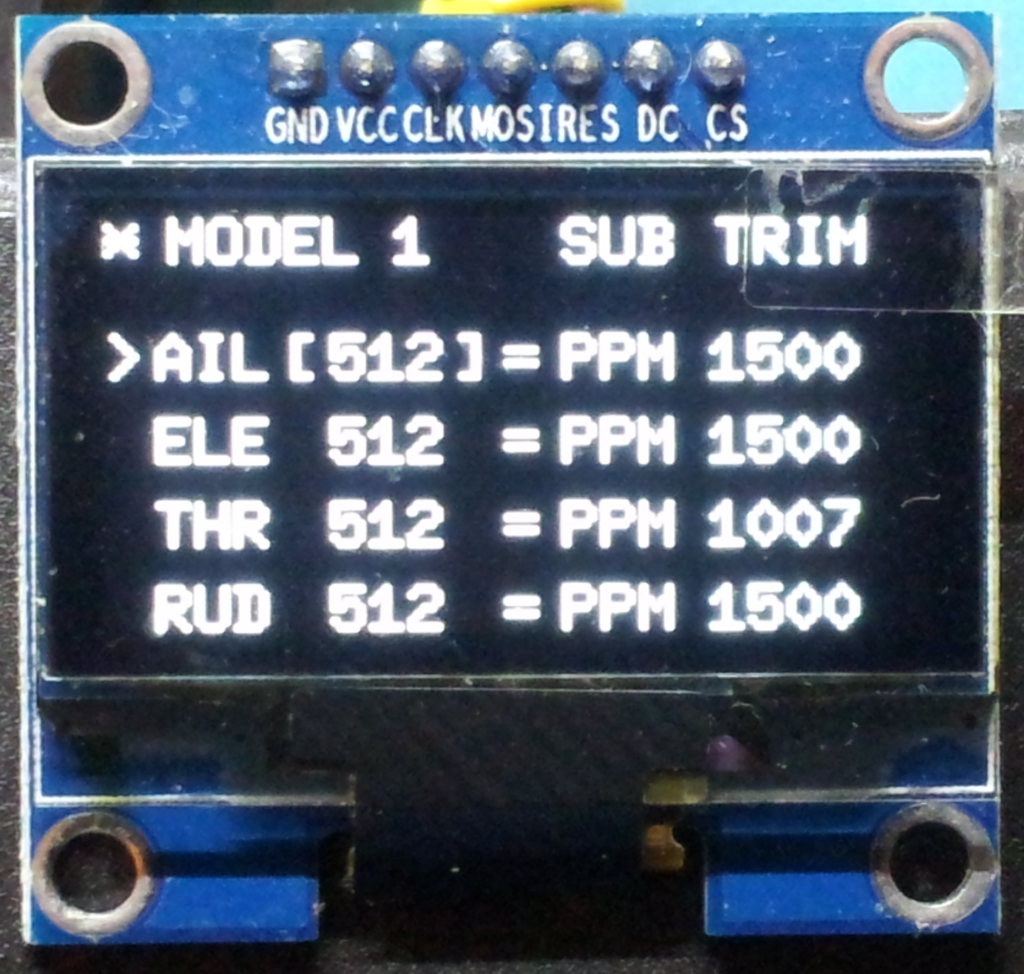 GND VCC CLK MOSI RES DC CS
* MODEL 1 SUB TRIM
>AIL[512]=PPM 1500
ELE 512 =PPM 1500
THR 512 =PPM 1007
RUD 512 =PPM 1500